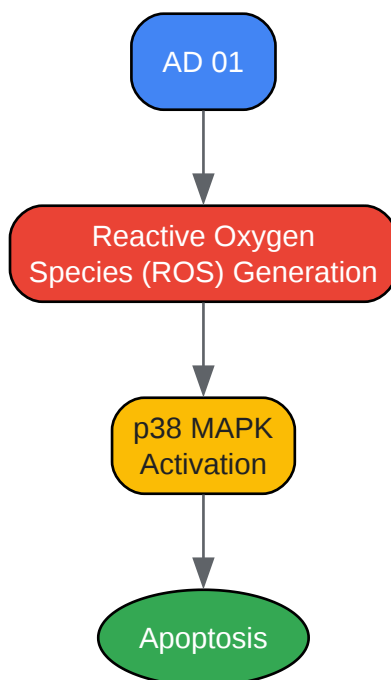 AD 01
Reactive Oxygen
Species (ROS) Generation
p38 MAPK
Activation
Apoptosis